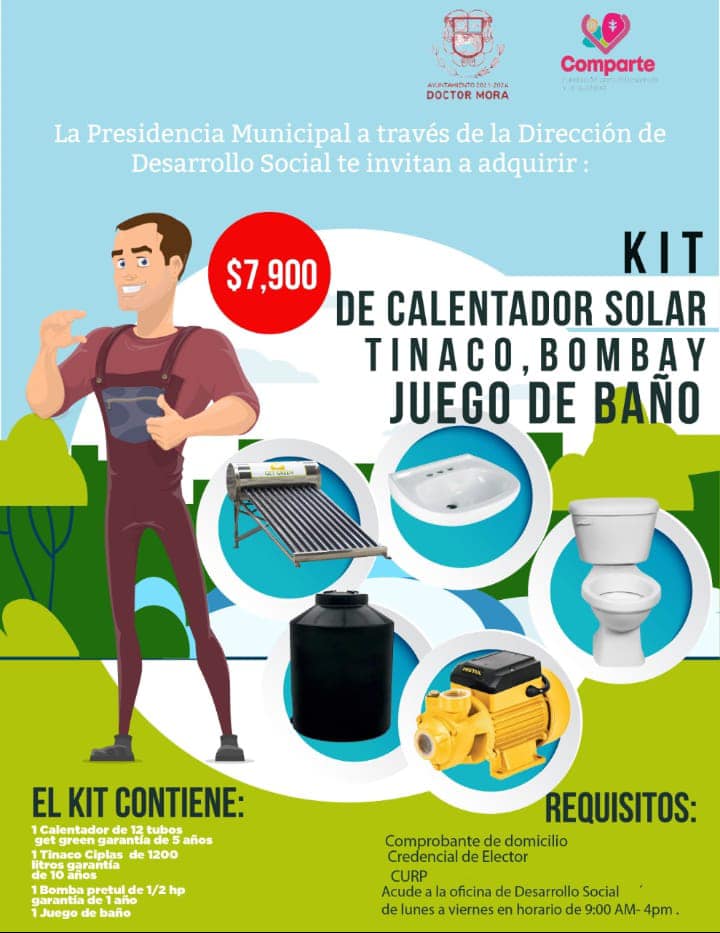 AYUNTAMIENTO 2021-2024
DOCTOR MORA
Comparte
La Presidencia Municipal a través de la Dirección de
Desarrollo Social te invitan a adquirir :
$7,900
KIT
DE CALENTADOR SOLAR
TINACO, BOMBAY
JUEGO DE BAÑO
GET GREEN
PRETUL
EL KIT CONTIENE:
1 Calentador de 12 tubos
get green garantía de 5 años
1 Tinaco Ciplas de 1200
litros garantía
de 10 años
1 Bomba pretul de 1/2 hp
garantía de 1 año
1 Juego de baño
REQUISITOS:
Comprobante de domicilio
Credencial de Elector
CURP
Acude a la oficina de Desarrollo Social
de lunes a viernes en horario de 9:00 AM- 4pm .